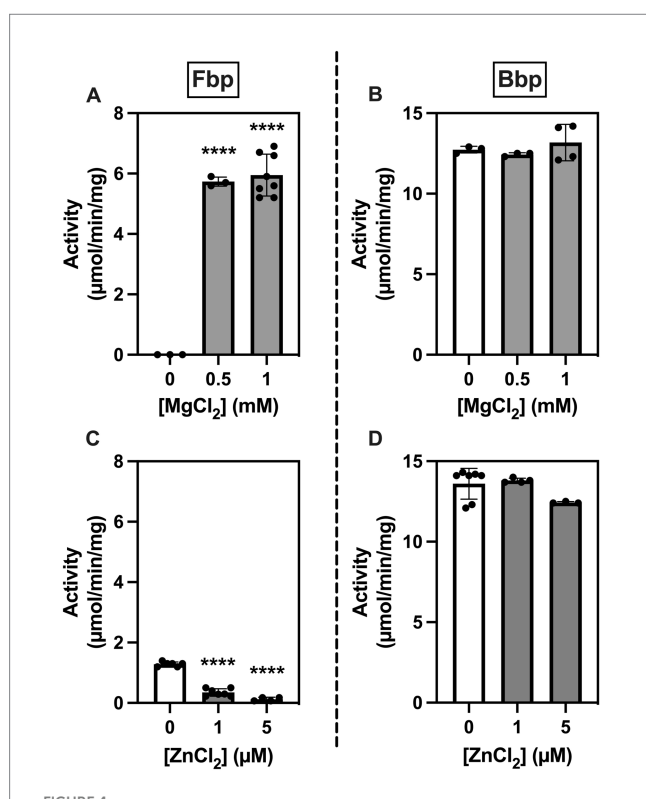 Fbp
Bbp
A
8
6
4
2
0
Activity
(µmol/min/mg)
****
****
0 0.5 1
[MgCl2] (mM)
B
15
10
5
0
Activity
(µmol/min/mg)
0 0.5 1
[MgCl2] (mM)
C
8
6
4
2
0
Activity
(µmol/min/mg)
****
****
0 1 5
[ZnCl2] (µM)
D
15
10
5
0
Activity
(µmol/min/mg)
0 1 5
[ZnCl2] (µM)